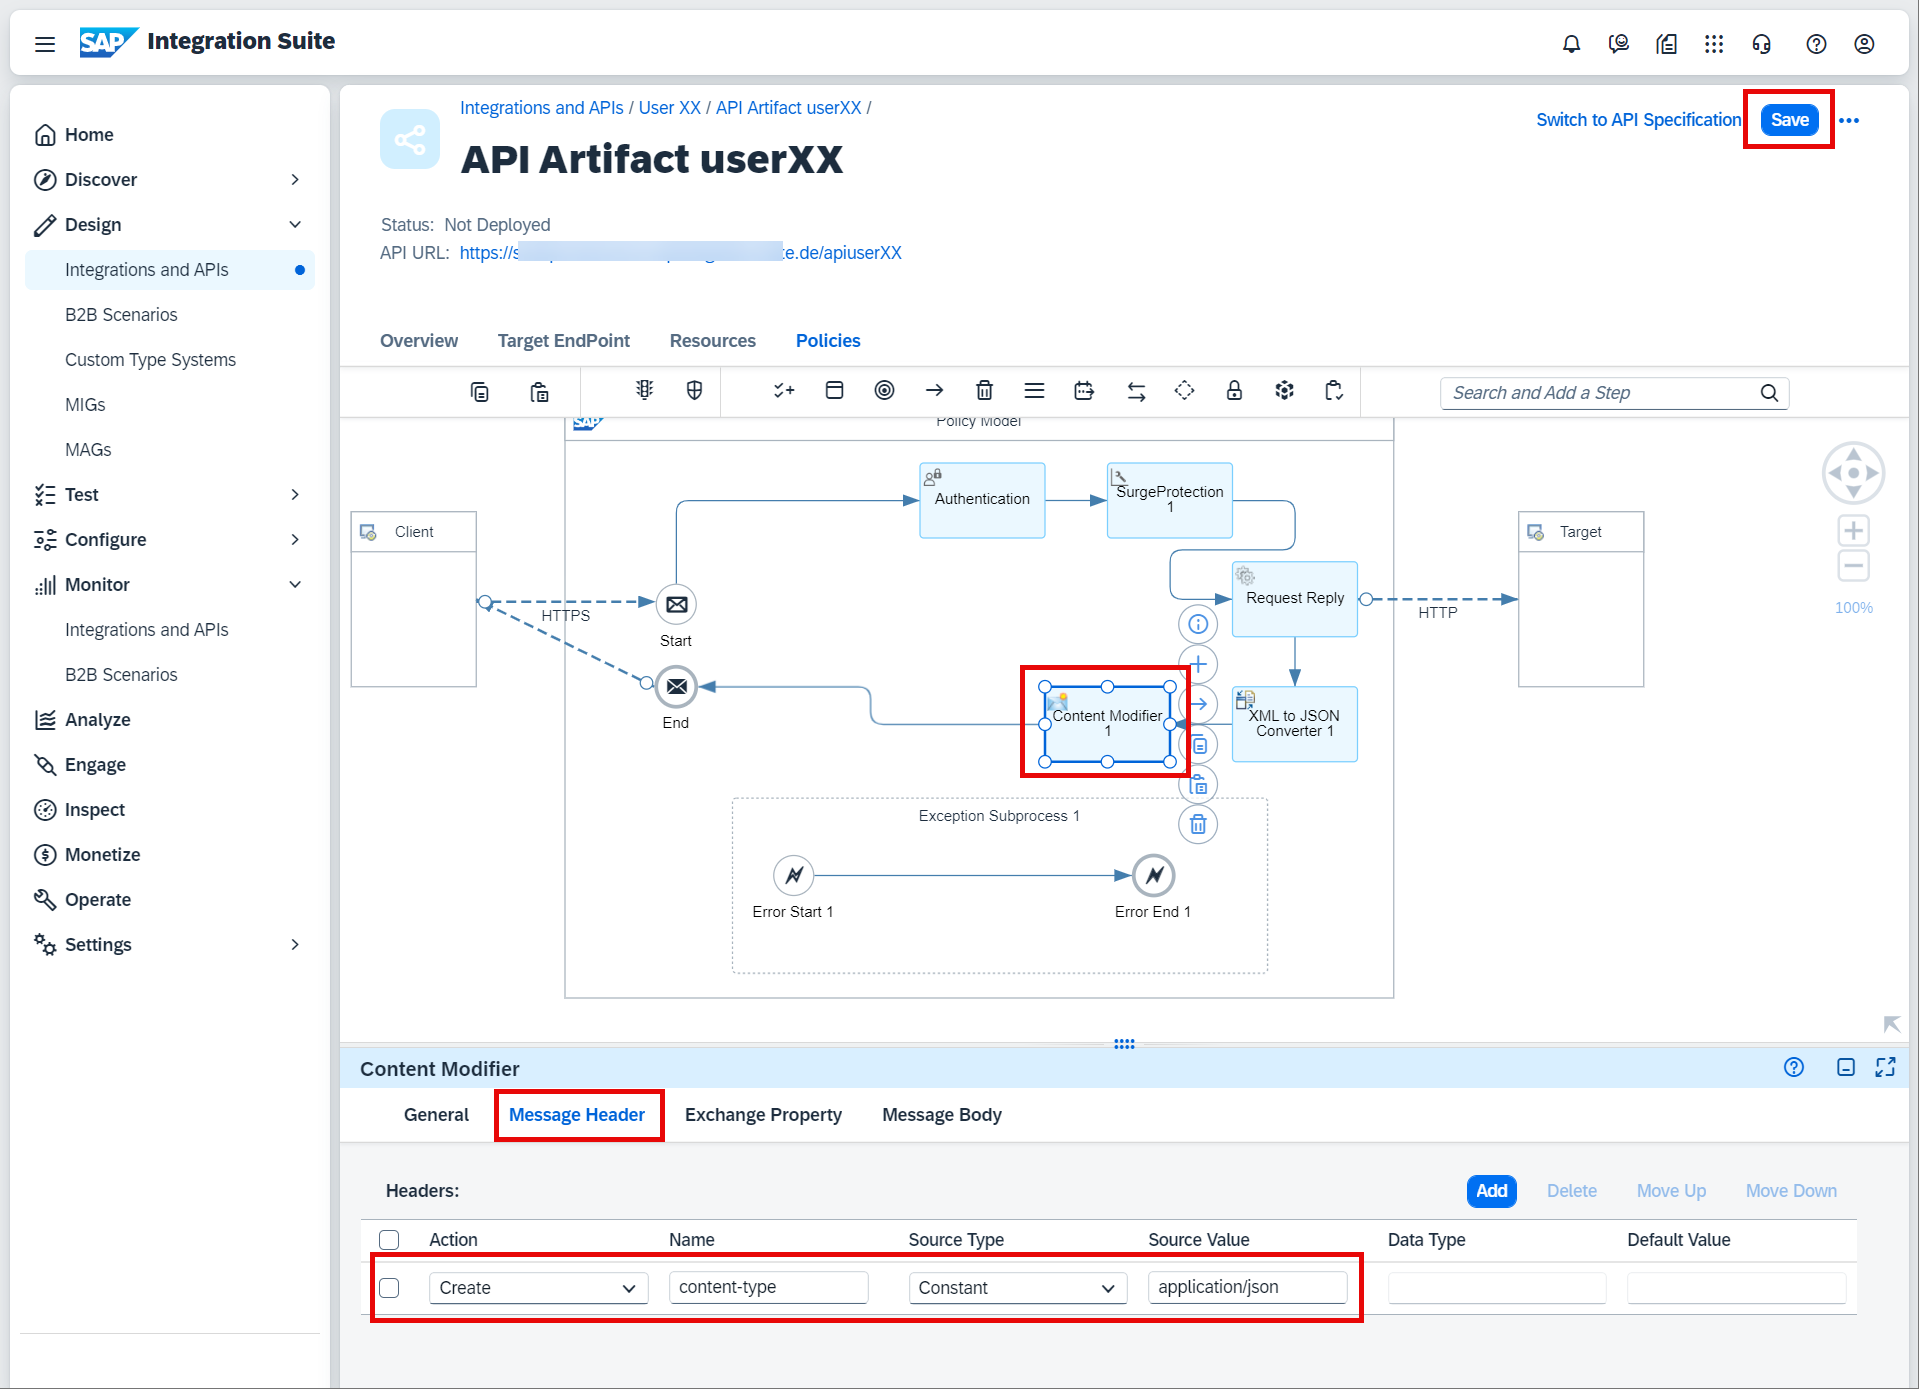 SAP Integration Suite
Home
Discover
Design
Integrations and APIs
B2B Scenarios
Custom Type Systems
MIGs
MAGs
Test
Configure
Monitor
Integrations and APIs
B2B Scenarios
Analyze
Engage
Inspect
Monetize
Operate
Settings
Integrations and APIs / User XX / API Artifact userXX /
Switch to API Specification
Save
API Artifact userXX
Status: Not Deployed
API URL: https://s te.de/apiuserXX
Overview
Target EndPoint
Resources
Policies
Search and Add a Step
SAP
Policy Model
Authentication
SurgeProtection
1
Client
Target
HTTPS
Start
Request Reply
HTTP
100%
End
Content Modifier
1
XML to JSON
Converter 1
Exception Subprocess 1
Error Start 1
Error End 1
Content Modifier
General
Message Header
Exchange Property
Message Body
Headers:
Add
Delete
Move Up
Move Down
Action Name Source Type Source Value Data Type Default Value
Create content-type Constant application/json